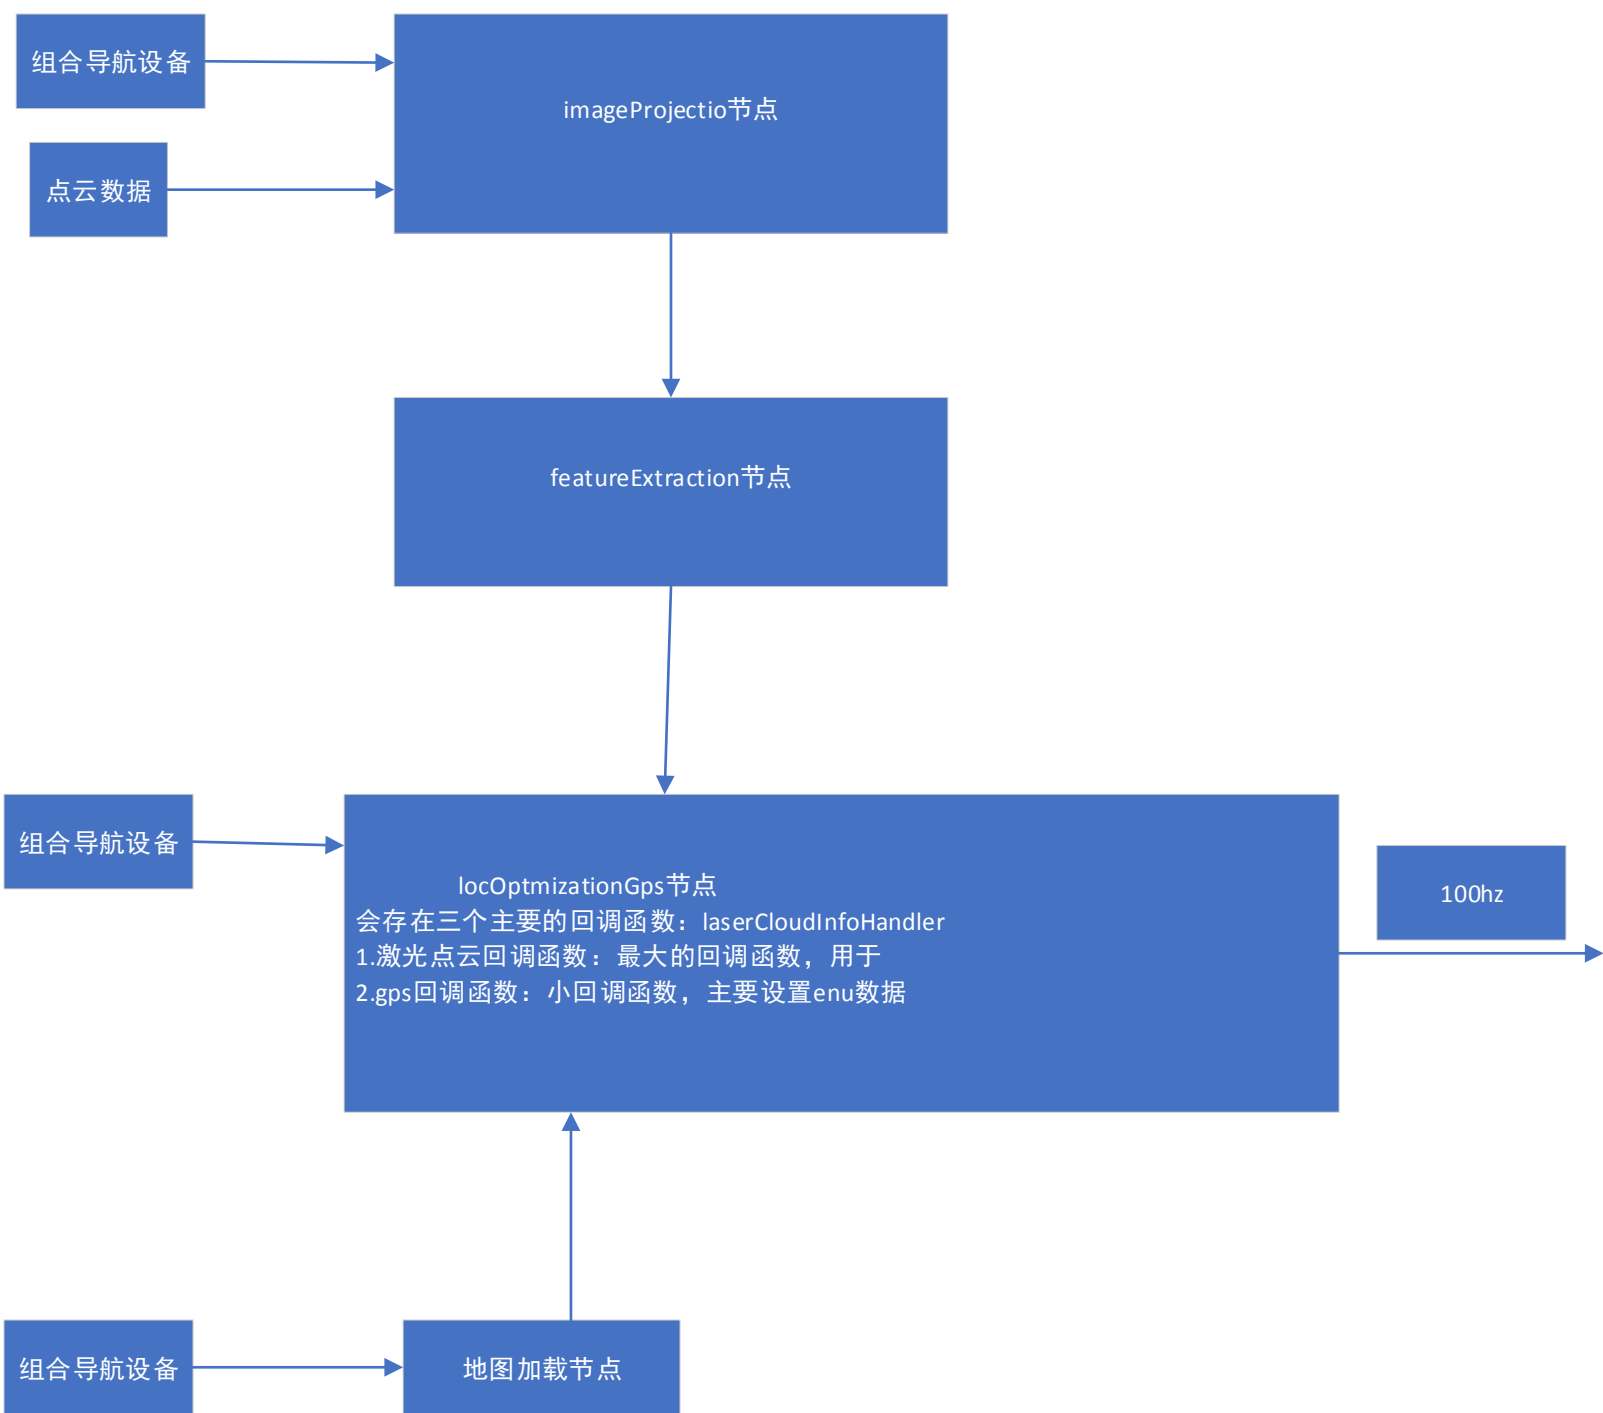 组合导航设备
imageProjectio节点
点云数据
featureExtraction节点
组合导航设备
locOptmizationGps节点
会存在三个主要的回调函数：laserCloudInfoHandler
1.激光点云回调函数：最大的回调函数，用于
2.gps回调函数：小回调函数，主要设置enu数据
100hz
组合导航设备
地图加载节点